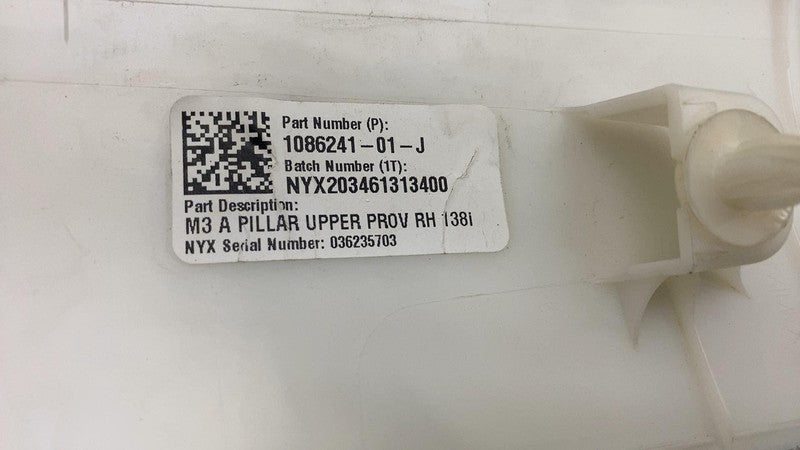 Part Number (P):
1086241-01-J
Batch Number (1T):
NYX203461313400
Part Description:
M3 A PILLAR UPPER PROV RH 138i
NYX Serial Number: 036235703